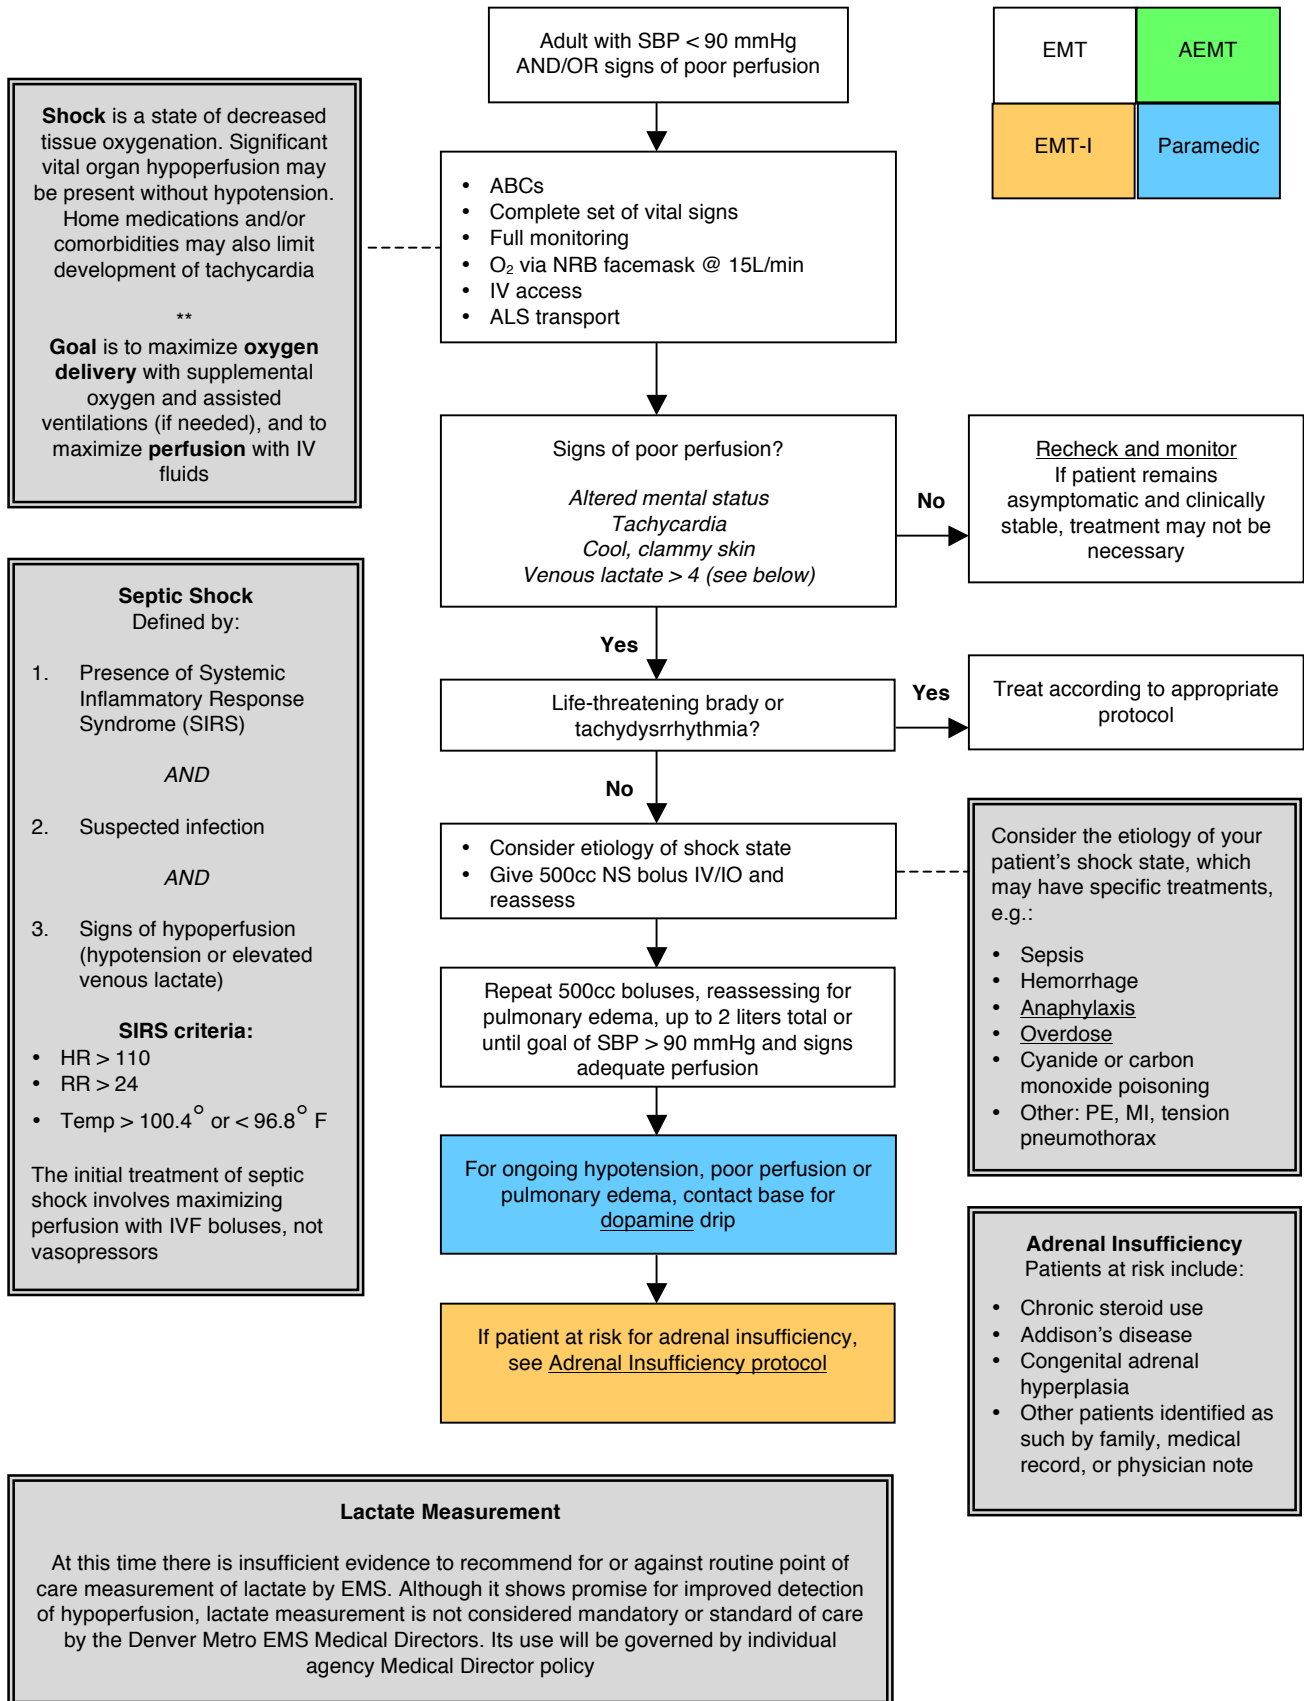 Adult with SBP < 90 mmHg
AND/OR signs of poor perfusion
EMT
AEMT
EMT-I
Paramedic
Shock is a state of decreased
tissue oxygenation. Significant
vital organ hypoperfusion may
be present without hypotension.
Home medications and/or
comorbidities may also limit
development of tachycardia
**
Goal is to maximize oxygen
delivery with supplemental
oxygen and assisted
ventilations (if needed), and to
maximize perfusion with IV
fluids
• ABCs
• Complete set of vital signs
• Full monitoring
• O₂ via NRB facemask @ 15L/min
• IV access
• ALS transport
Signs of poor perfusion?
Altered mental status
Tachycardia
Cool, clammy skin
Venous lactate > 4 (see below)
No
Recheck and monitor
If patient remains
asymptomatic and clinically
stable, treatment may not be
necessary
Yes
Life-threatening brady or
tachydysrrhythmia?
Yes
Treat according to appropriate
protocol
No
Septic Shock
Defined by:
1. Presence of Systemic
Inflammatory Response
Syndrome (SIRS)
AND
2. Suspected infection
AND
3. Signs of hypoperfusion
(hypotension or elevated
venous lactate)
SIRS criteria:
• HR > 110
• RR > 24
• Temp > 100.4° or < 96.8° F
The initial treatment of septic
shock involves maximizing
perfusion with IVF boluses, not
vasopressors
• Consider etiology of shock state
• Give 500cc NS bolus IV/IO and
reassess
Consider the etiology of your
patient's shock state, which
may have specific treatments,
e.g.:
• Sepsis
• Hemorrhage
• Anaphylaxis
• Overdose
• Cyanide or carbon
monoxide poisoning
• Other: PE, MI, tension
pneumothorax
Repeat 500cc boluses, reassessing for
pulmonary edema, up to 2 liters total or
until goal of SBP > 90 mmHg and signs
adequate perfusion
For ongoing hypotension, poor perfusion or
pulmonary edema, contact base for
dopamine drip
If patient at risk for adrenal insufficiency,
see Adrenal Insufficiency protocol
Adrenal Insufficiency
Patients at risk include:
• Chronic steroid use
• Addison's disease
• Congenital adrenal
hyperplasia
• Other patients identified as
such by family, medical
record, or physician note
Lactate Measurement
At this time there is insufficient evidence to recommend for or against routine point of
care measurement of lactate by EMS. Although it shows promise for improved detection
of hypoperfusion, lactate measurement is not considered mandatory or standard of care
by the Denver Metro EMS Medical Directors. Its use will be governed by individual
agency Medical Director policy